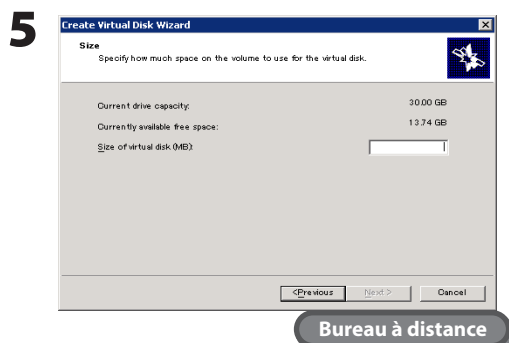 5
Create Virtual Disk Wizard
Size
Specify how much space on the volume to use for the virtual disk.
Current drive capacity: 30.00 GB
Currently available free space: 13.74 GB
Size of virtual disk (MB):
<Previous Next > Cancel
Bureau à distance